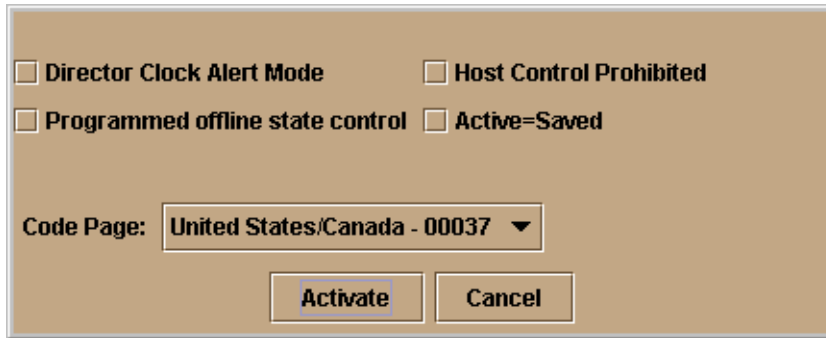 Director Clock Alert Mode
Host Control Prohibited
Programmed offline state control
Active=Saved
Code Page: United States/Canada - 00037
Activate
Cancel